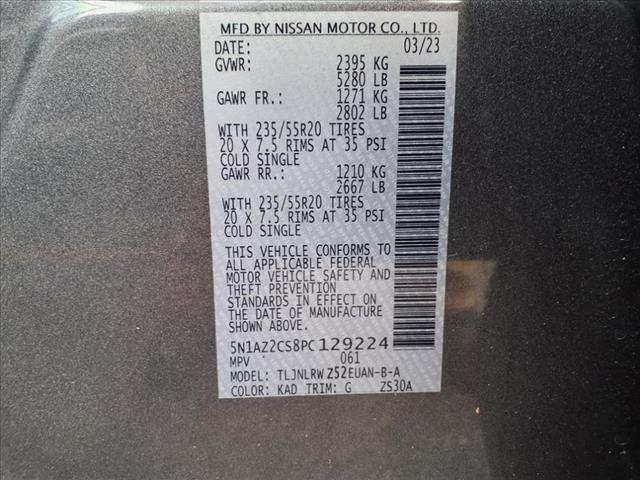 MFD BY NISSAN MOTOR CO., LTD.
DATE: 03/23
GVWR: 2395 KG
5280 LB
GAWR FR.: 1271 KG
2802 LB
WITH 235/55R20 TIRES
20 X 7.5 RIMS AT 35 PSI
COLD SINGLE
GAWR RR.: 1210 KG
2667 LB
WITH 235/55R20 TIRES
20 X 7.5 RIMS AT 35 PSI
COLD SINGLE
THIS VEHICLE CONFORMS TO
ALL APPLICABLE FEDERAL
MOTOR VEHICLE SAFETY AND
THEFT PREVENTION
STANDARDS IN EFFECT ON
THE DATE OF MANUFACTURE
SHOWN ABOVE.
5N1AZ2CS8PC129224
MPV 061
MODEL: TLJNLRW Z52EUAN-B-A
COLOR: KAD TRIM: G ZS30A